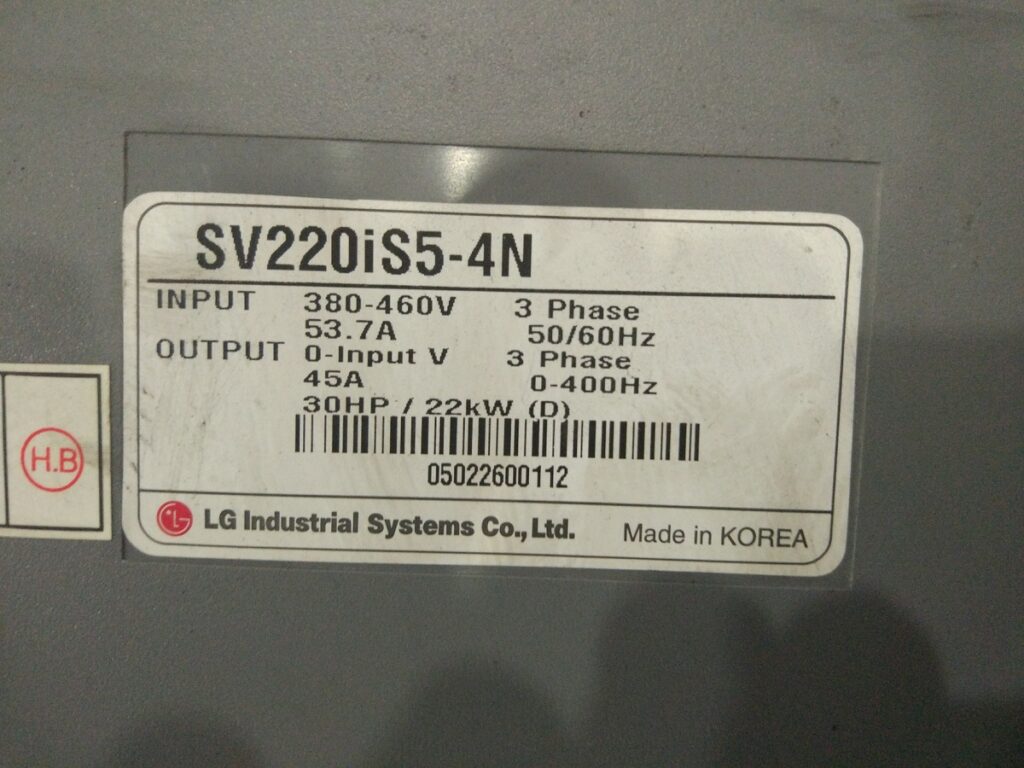 SV220iS5-4N
INPUT 380-460V 3 Phase
53.7A 50/60Hz
OUTPUT 0-Input V 3 Phase
45A 0-400Hz
30HP / 22kW (D)
05022600112
LG LG Industrial Systems Co., Ltd. Made in KOREA
H.B